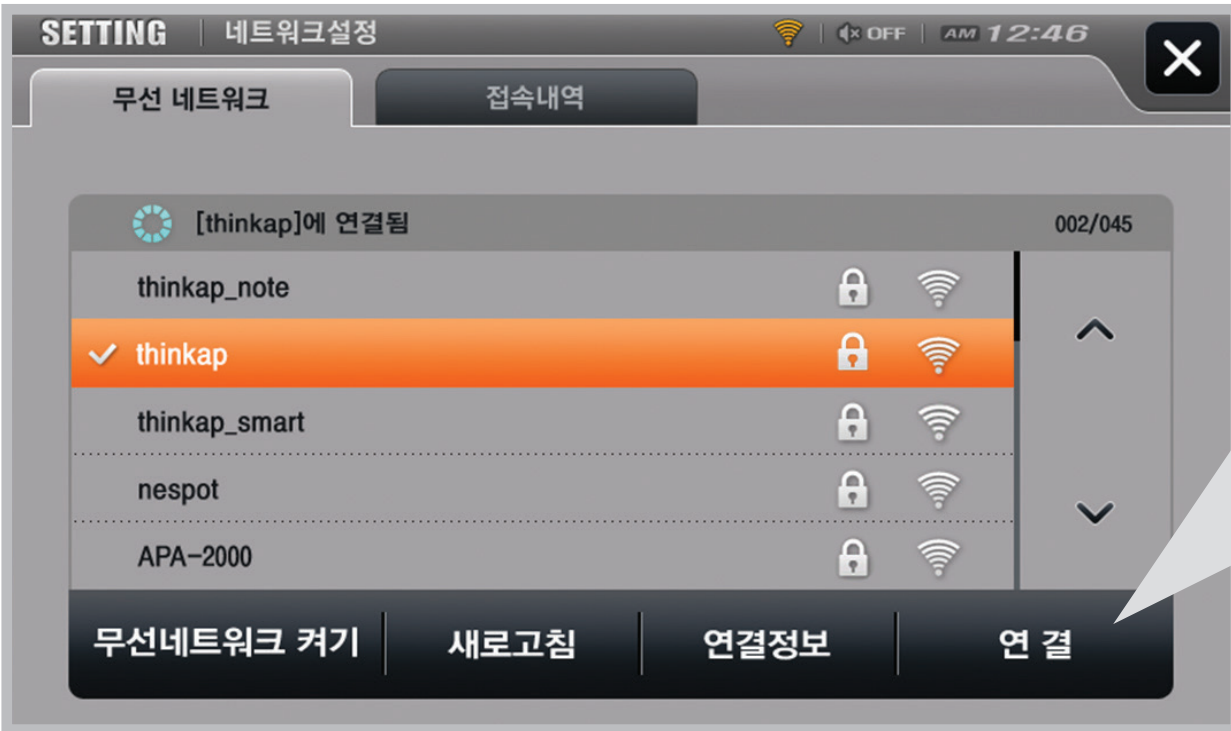 SETTING 네트워크설정 OFF AM 12:46
무선 네트워크 접속내역
[thinkap]에 연결됨 002/045
thinkap_note
thinkap
thinkap_smart
nespot
APA-2000
무선네트워크 켜기 새로고침 연결정보 연 결